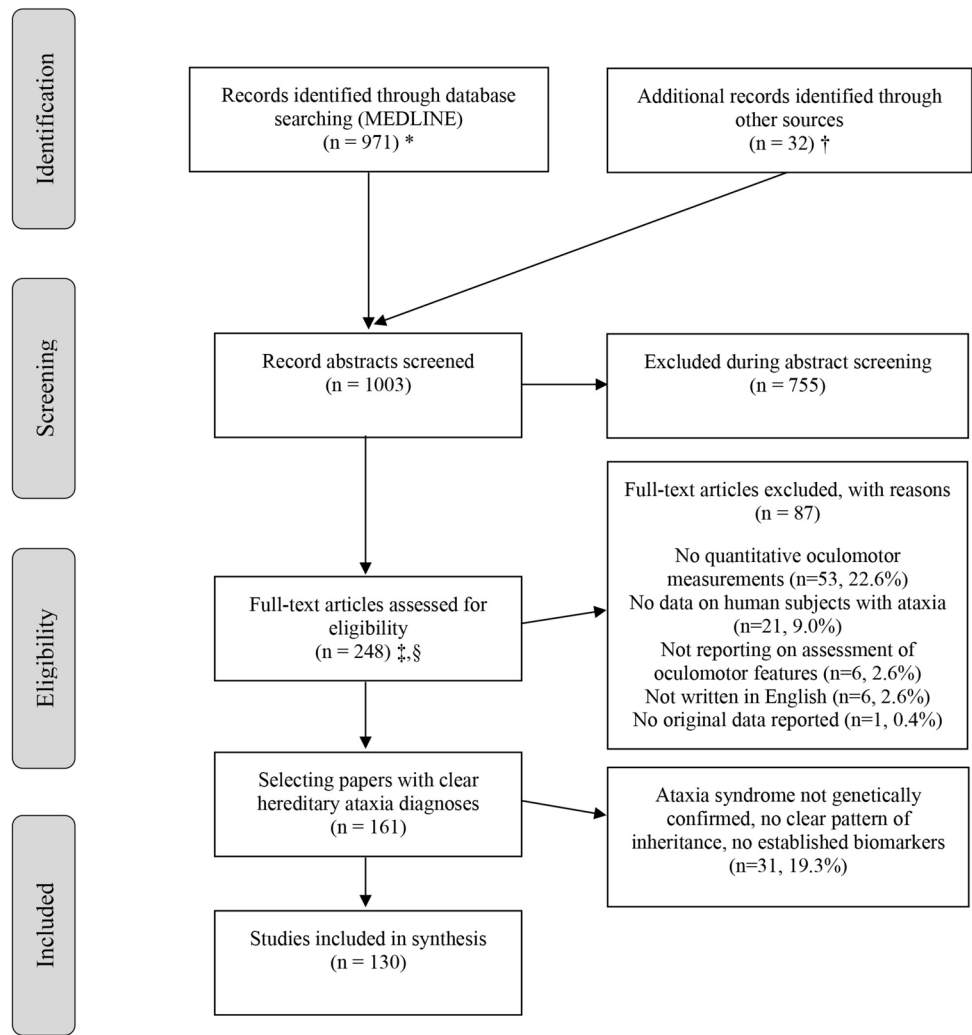 Identification
Records identified through database
searching (MEDLINE)
(n = 971) *
Additional records identified through
other sources
(n = 32) †
Screening
Record abstracts screened
(n = 1003)
Excluded during abstract screening
(n = 755)
Eligibility
Full-text articles assessed for
eligibility
(n = 248) ‡,§
Full-text articles excluded, with reasons
(n = 87)
No quantitative oculomotor
measurements (n=53, 22.6%)
No data on human subjects with ataxia
(n=21, 9.0%)
Not reporting on assessment of
oculomotor features (n=6, 2.6%)
Not written in English (n=6, 2.6%)
No original data reported (n=1, 0.4%)
Selecting papers with clear
hereditary ataxia diagnoses
(n = 161)
Ataxia syndrome not genetically
confirmed, no clear pattern of
inheritance, no established biomarkers
(n=31, 19.3%)
Included
Studies included in synthesis
(n = 130)